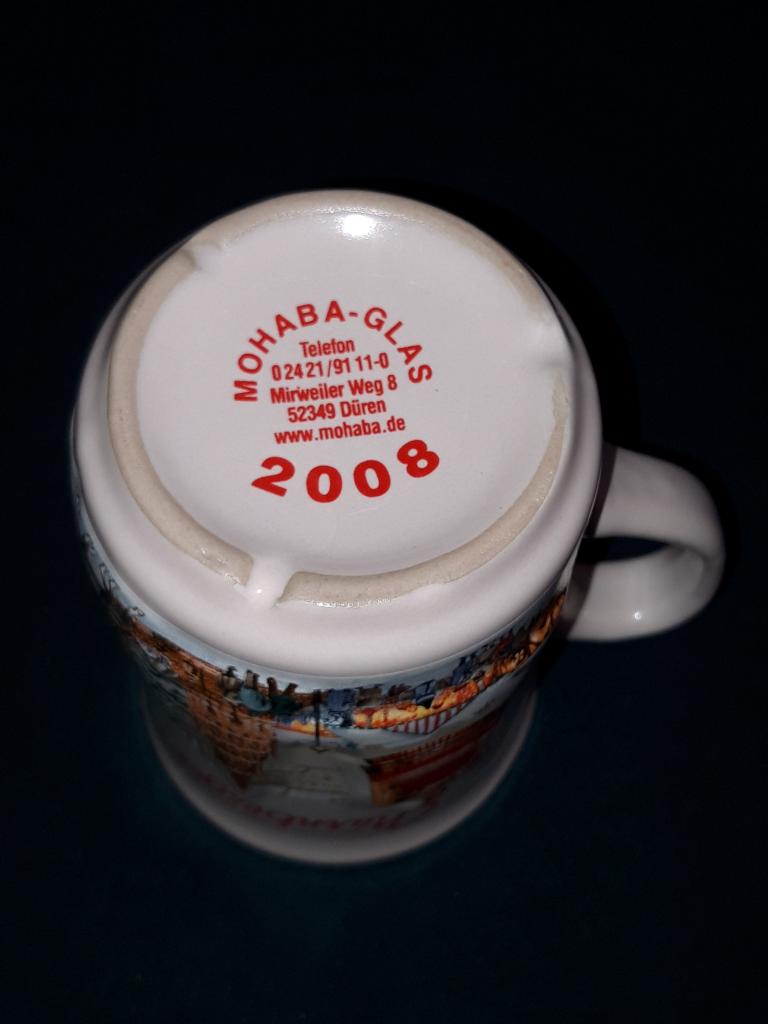 MOHABA-GLAS
Telefon
0 24 21/91 11-0
Mirweiler Weg 8
52349 Düren
www.mohaba.de
2008